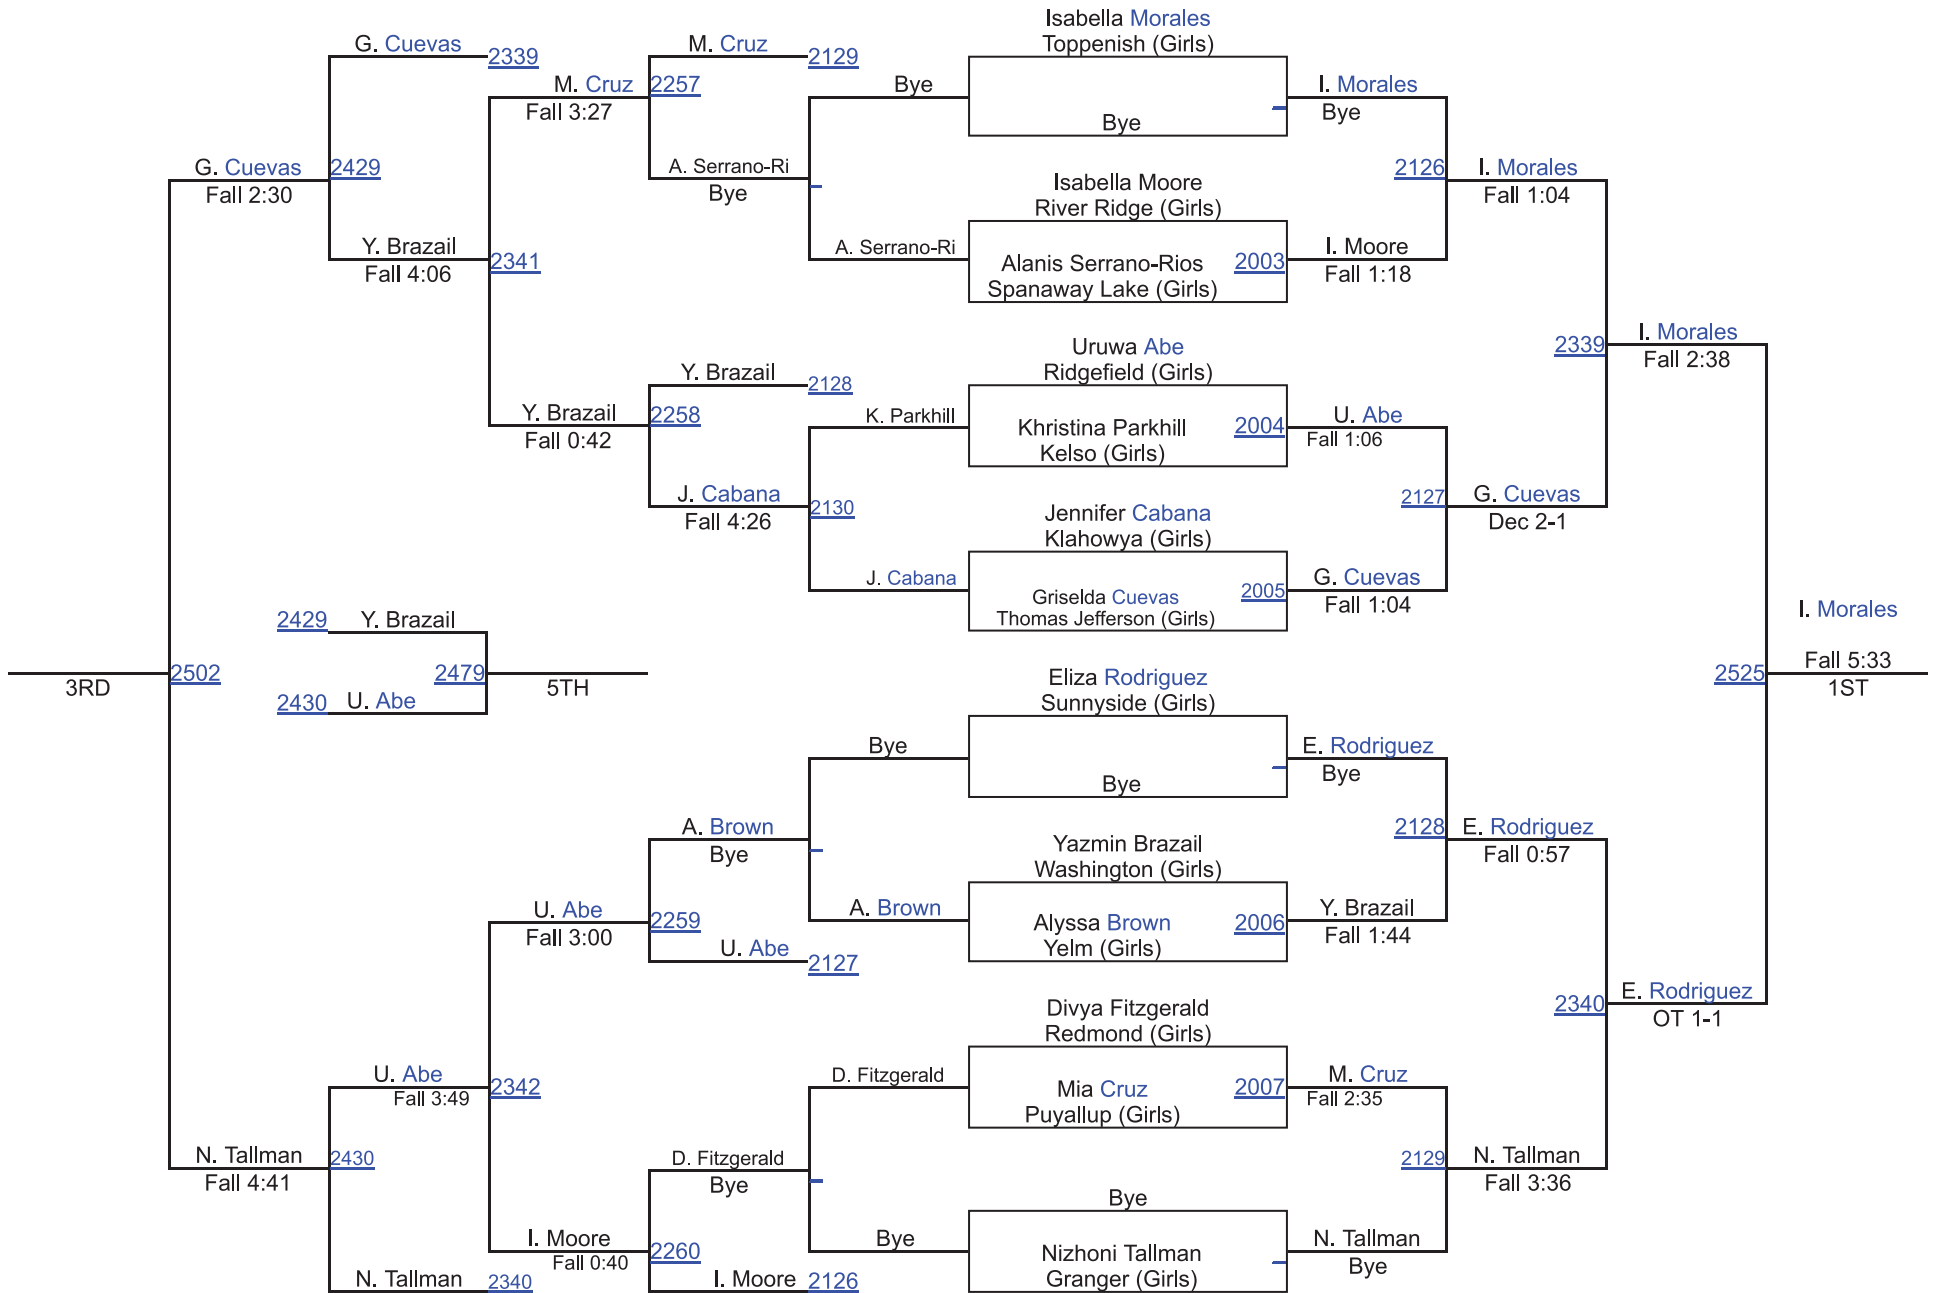 Isabella Morales
G. Cuevas
M. Cruz
Toppenish (Girls)
2339
2129
M. Cruz
2257
Bye
I. Morales
Fall 3:27
Bye
Bye
G. Cuevas
2429
A. Serrano-Ri
2126
I. Morales
Fall 2:30
Bye
Isabella Moore
Fall 1:04
River Ridge (Girls)
Y. Brazail
A. Serrano-Ri
I. Moore
Fall 4:06
2341
Alanis Serrano-Rios
2003
Fall 1:18
Spanaway Lake (Girls)
I. Morales
Uruwa Abe
2339
Fall 2:38
Y. Brazail
2128
Ridgefield (Girls)
Y. Brazail
2258
K. Parkhill
U. Abe
Fall 0:42
Khristina Parkhill
2004
Fall 1:06
Kelso (Girls)
J. Cabana
2130
2127
G. Cuevas
Fall 4:26
Jennifer Cabana
Dec 2-1
Klahowya (Girls)
J. Cabana
G. Cuevas
Griselda Cuevas
2005
Fall 1:04
Thomas Jefferson (Girls)
2429
Y. Brazail
I. Morales
2502
2479
Eliza Rodriguez
2525
Fall 5:33
3RD
5TH
1ST
2430
U. Abe
Sunnyside (Girls)
Bye
E. Rodriguez
Bye
Bye
A. Brown
2128
E. Rodriguez
Bye
Yazmin Brazail
Fall 0:57
Washington (Girls)
U. Abe
2259
A. Brown
Y. Brazail
Fall 3:00
Alyssa Brown
2006
Fall 1:44
U. Abe
2127
Yelm (Girls)
E. Rodriguez
Divya Fitzgerald
2340
OT 1-1
Redmond (Girls)
U. Abe
2342
D. Fitzgerald
M. Cruz
Fall 3:49
Mia Cruz
2007
Fall 2:35
Puyallup (Girls)
N. Tallman
2430
D. Fitzgerald
2129
N. Tallman
Fall 4:41
Bye
Bye
Fall 3:36
I. Moore
2260
Bye
N. Tallman
Fall 0:40
Nizhoni Tallman
Bye
N. Tallman
2340
I. Moore
2126
Granger (Girls)